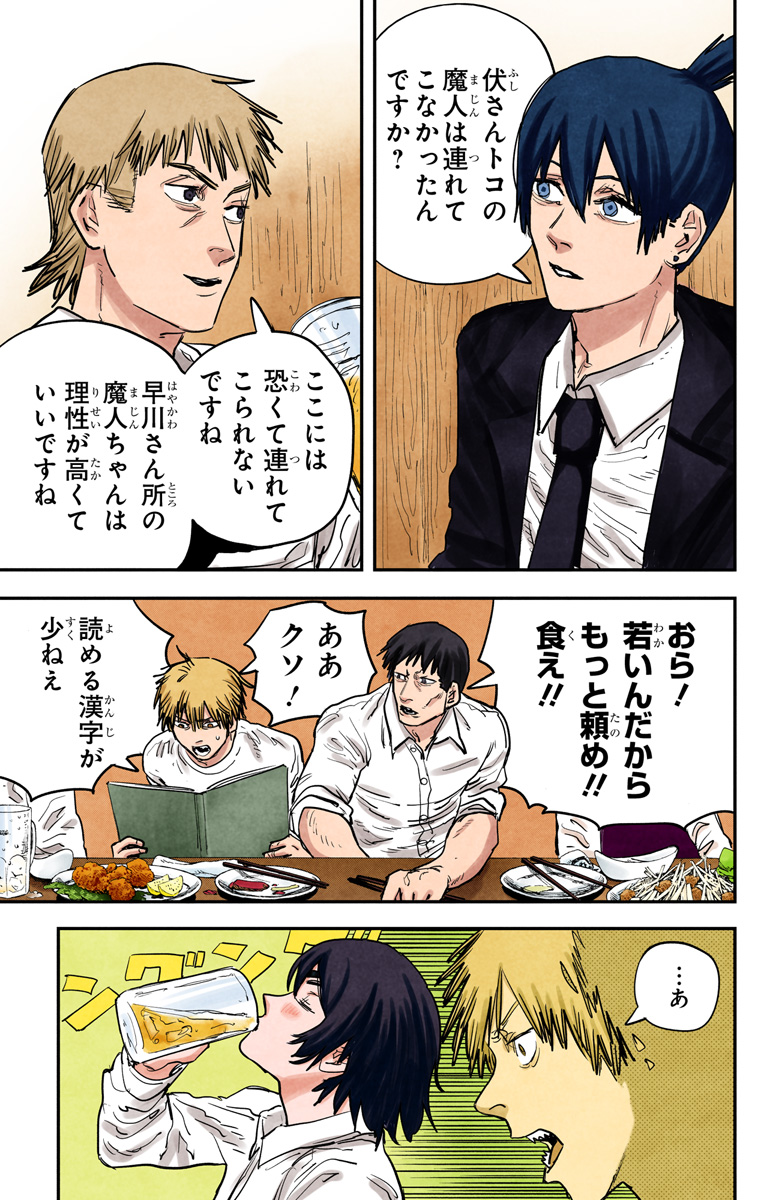 伏さんトコの
魔人は連れて
こなかったん
ですか?
ここには
恐くて連れて
こられない
ですね
早川さん所の
魔人ちゃんは
理性が高くて
いいですね
おら!
若いんだから
もっと頼め!!
食え!!
ああ
クソ!
読める漢字が
少ねえ
…あ
ングングッ